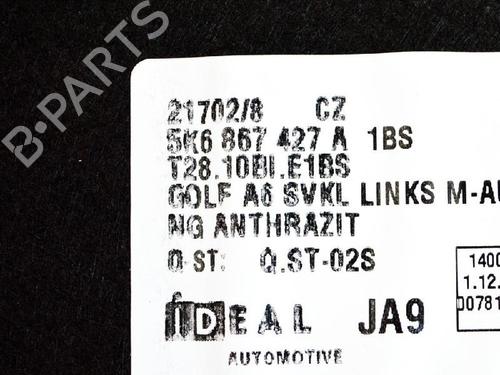 B-PARTS
21702/8 CZ
5K6 867 427 A 1BS
T28.10BI.E1BS
GOLF A6 SVKL LINKS M-AU
NG ANTHRAZIT
Q ST: Q.ST-02S
1400
1.12.
D0781
IDEAL JA9
AUTOMOTIVE